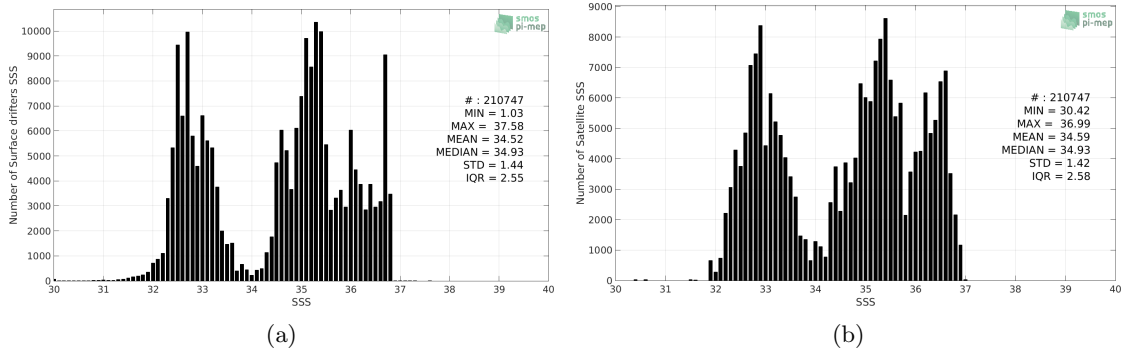 smos
pi-mep
Number of Surface drifters SSS
10000
9000
8000
7000
6000
5000
4000
3000
2000
1000
0
# : 210747
MIN = 1.03
MAX = 37.58
MEAN = 34.52
MEDIAN = 34.93
STD = 1.44
IQR = 2.55
30 31 32 33 34 35 36 37 38 39 40
SSS
(a)
smos
pi-mep
Number of Satellite SSS
9000
8000
7000
6000
5000
4000
3000
2000
1000
0
# : 210747
MIN = 30.42
MAX = 36.99
MEAN = 34.59
MEDIAN = 34.93
STD = 1.42
IQR = 2.58
30 31 32 33 34 35 36 37 38 39 40
SSS
(b)